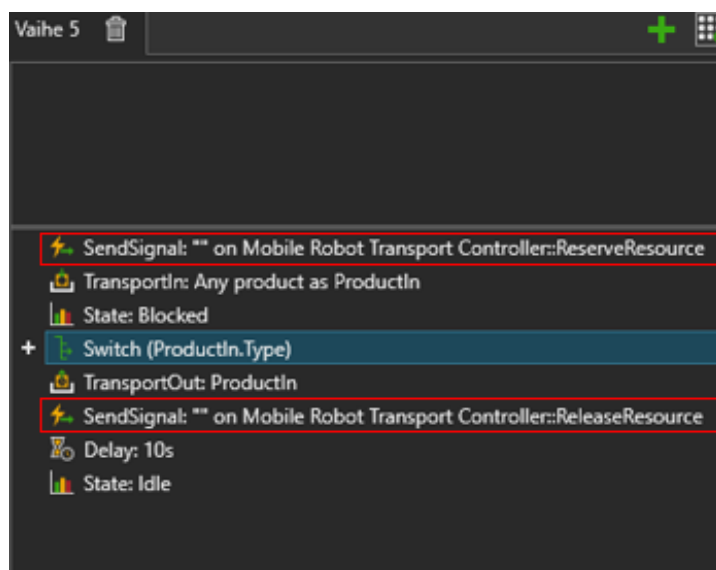 Vaihe 5
SendSignal: "" on Mobile Robot Transport Controller::ReserveResource
TransportIn: Any product as ProductIn
State: Blocked
Switch (ProductIn.Type)
TransportOut: ProductIn
SendSignal: "" on Mobile Robot Transport Controller::ReleaseResource
Delay: 10s
State: Idle